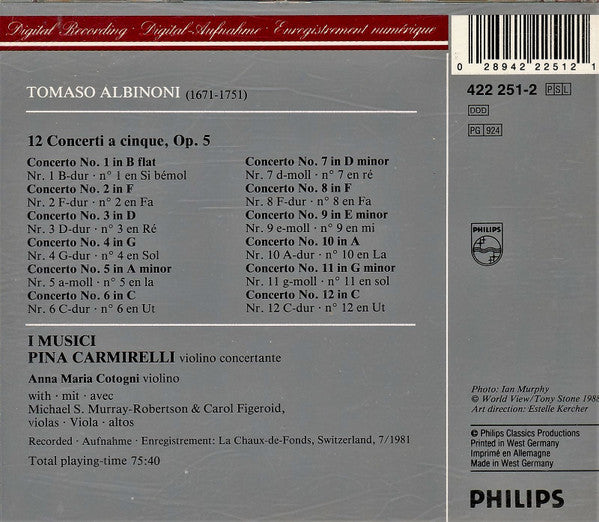 Digital Recording · Digital-Aufnahme · Enregistrement numérique
0 28942 22512 1
422 251-2 PSL
DDD
PG 924
TOMASO ALBINONI (1671-1751)
12 Concerti a cinque, Op. 5
Concerto No. 1 in B flat
Nr. 1 B-dur · n° 1 en Si bémol
Concerto No. 2 in F
Nr. 2 F-dur · n° 2 en Fa
Concerto No. 3 in D
Nr. 3 D-dur · n° 3 en Ré
Concerto No. 4 in G
Nr. 4 G-dur · n° 4 en Sol
Concerto No. 5 in A minor
Nr. 5 a-moll · n° 5 en la
Concerto No. 6 in C
Nr. 6 C-dur · n° 6 en Ut
Concerto No. 7 in D minor
Nr. 7 d-moll · n° 7 en ré
Concerto No. 8 in F
Nr. 8 F-dur · n° 8 en Fa
Concerto No. 9 in E minor
Nr. 9 e-moll · n° 9 en mi
Concerto No. 10 in A
Nr. 10 A-dur · n° 10 en La
Concerto No. 11 in G minor
Nr. 11 g-moll · n° 11 en sol
Concerto No. 12 in C
Nr. 12 C-dur · n° 12 en Ut
PHILIPS
I MUSICI
PINA CARMIRELLI violino concertante
Anna Maria Cotogni violino
with · mit · avec
Michael S. Murray-Robertson & Carol Figeroid,
violas · Viola · altos
Recorded · Aufnahme · Enregistrement: La Chaux-de-Fonds, Switzerland, 7/1981
Total playing-time 75:40
Photo: Ian Murphy
© World View/Tony Stone 1988
Art direction: Estelle Kercher
© Philips Classics Productions
Printed in West Germany
Imprimé en Allemagne
Made in West Germany
PHILIPS